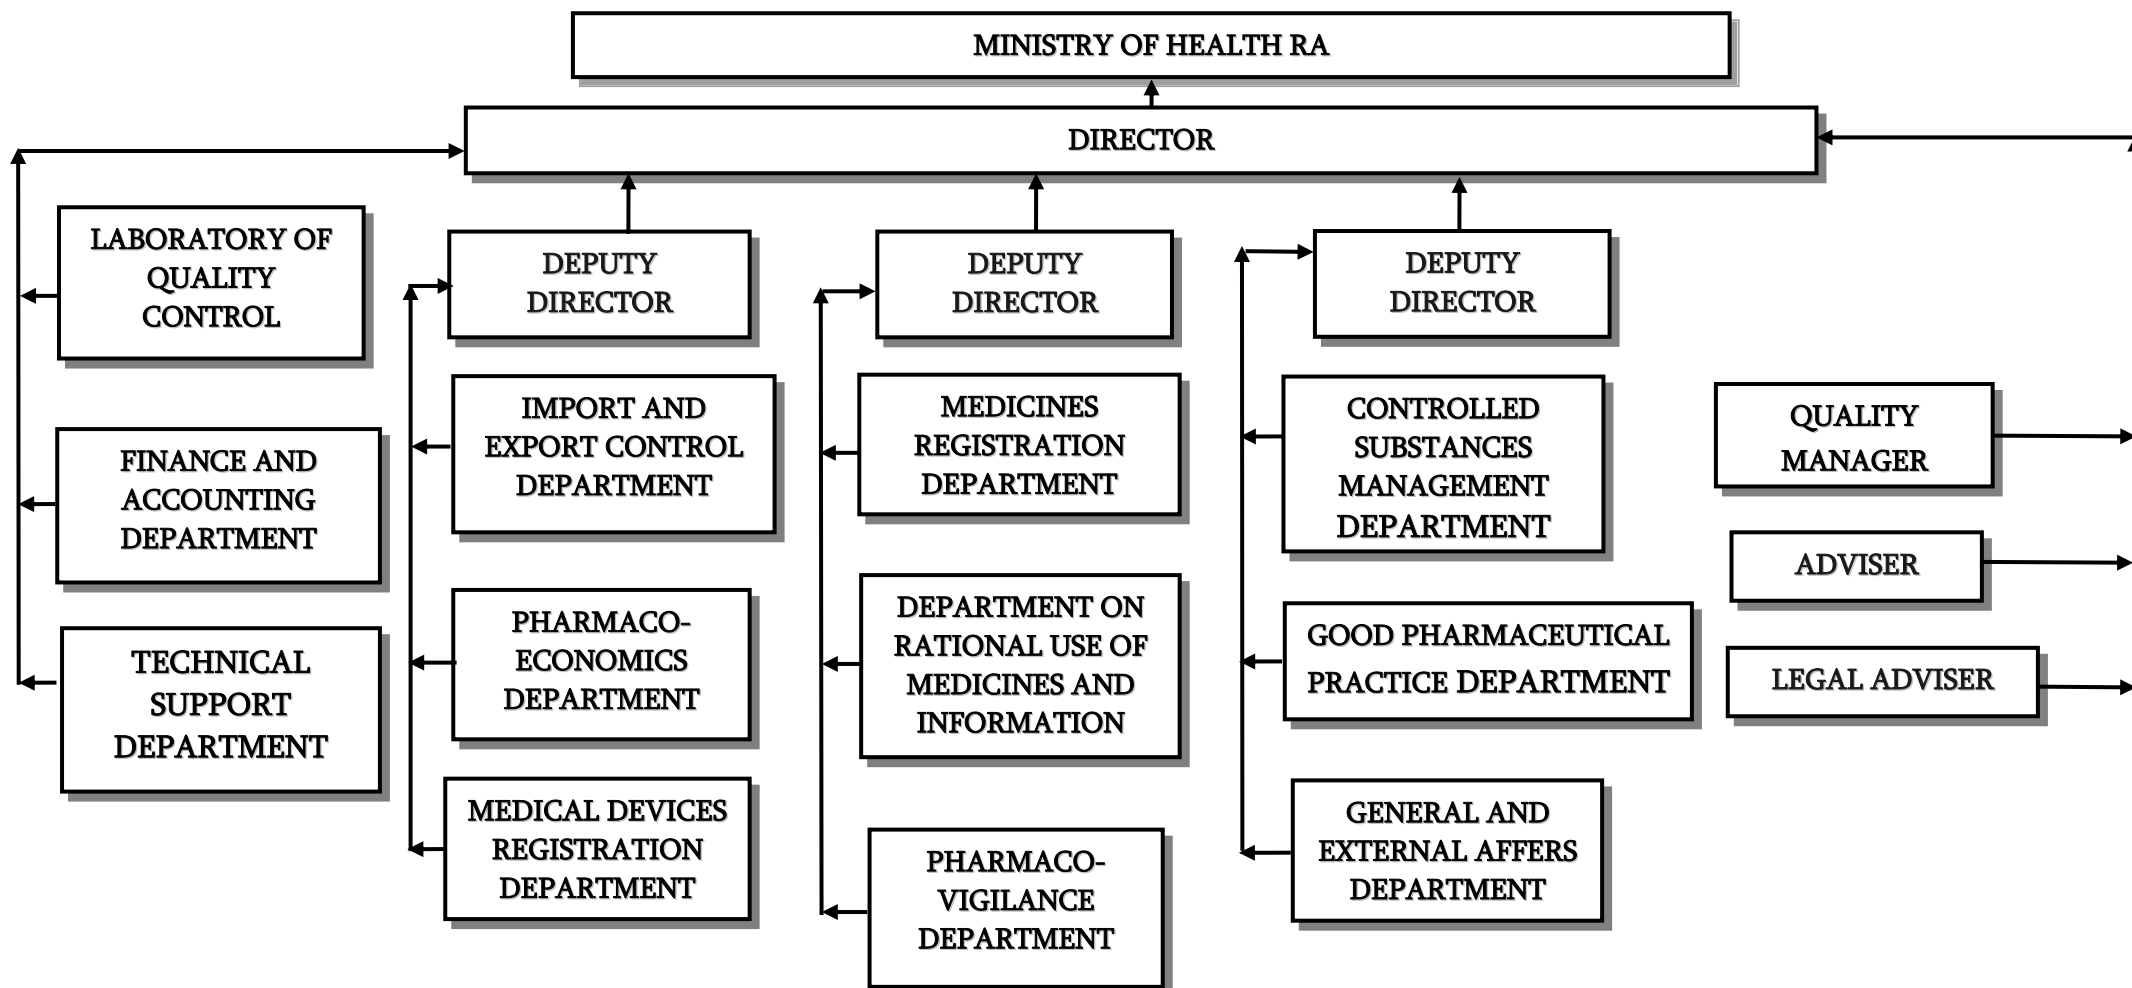 MINISTRY OF HEALTH RA
DIRECTOR
LABORATORY OF
QUALITY
CONTROL
FINANCE AND
ACCOUNTING
DEPARTMENT
TECHNICAL
SUPPORT
DEPARTMENT
DEPUTY
DIRECTOR
IMPORT AND
EXPORT CONTROL
DEPARTMENT
PHARMACO-
ECONOMICS
DEPARTMENT
MEDICAL DEVICES
REGISTRATION
DEPARTMENT
DEPUTY
DIRECTOR
MEDICINES
REGISTRATION
DEPARTMENT
DEPARTMENT ON
RATIONAL USE OF
MEDICINES AND
INFORMATION
PHARMACO-
VIGILANCE
DEPARTMENT
DEPUTY
DIRECTOR
CONTROLLED
SUBSTANCES
MANAGEMENT
DEPARTMENT
GOOD PHARMACEUTICAL
PRACTICE DEPARTMENT
GENERAL AND
EXTERNAL AFFERS
DEPARTMENT
QUALITY
MANAGER
ADVISER
LEGAL ADVISER